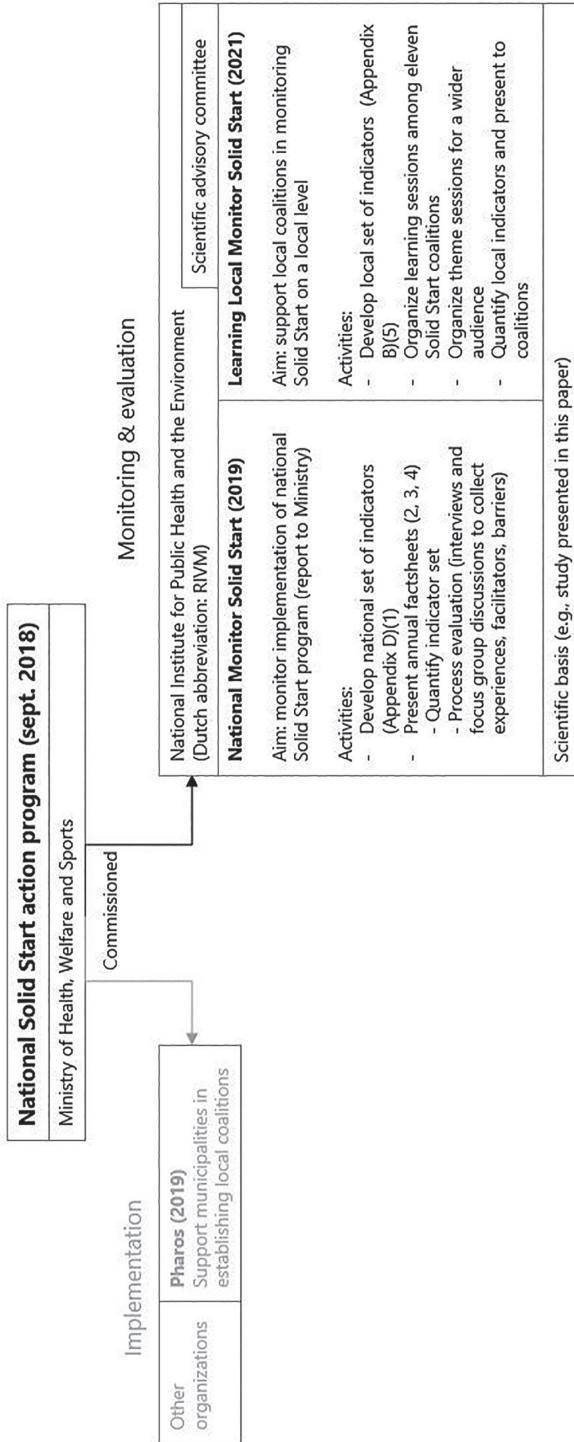 National Solid Start action program (sept. 2018)
Ministry of Health, Welfare and Sports
Commissioned
Implementation
Other
organizations
Pharos (2019)
Support municipalities in
establishing local coalitions
Monitoring & evaluation
National Institute for Public Health and the Environment
(Dutch abbreviation: RIVM)
Scientific advisory committee
National Monitor Solid Start (2019)
Aim: monitor implementation of national
Solid Start program (report to Ministry)
Activities:
- Develop national set of indicators
(Appendix D)(1)
- Present annual factsheets (2, 3, 4)
- Quantify indicator set
- Process evaluation (interviews and
focus group discussions to collect
experiences, facilitators, barriers)
Learning Local Monitor Solid Start (2021)
Aim: support local coalitions in monitoring
Solid Start on a local level
Activities:
- Develop local set of indicators (Appendix
B)(5)
- Organize learning sessions among eleven
Solid Start coalitions
- Organize theme sessions for a wider
audience
- Quantify local indicators and present to
coalitions
Scientific basis (e.g., study presented in this paper)